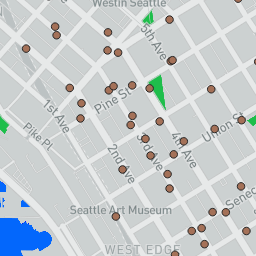 Westin Seattle
5th Ave
Pine St
1st Ave
Pike Pl
Union St
4th Ave
3rd Ave
2nd Ave
Seneca
Seattle Art Museum
WEST EDGE